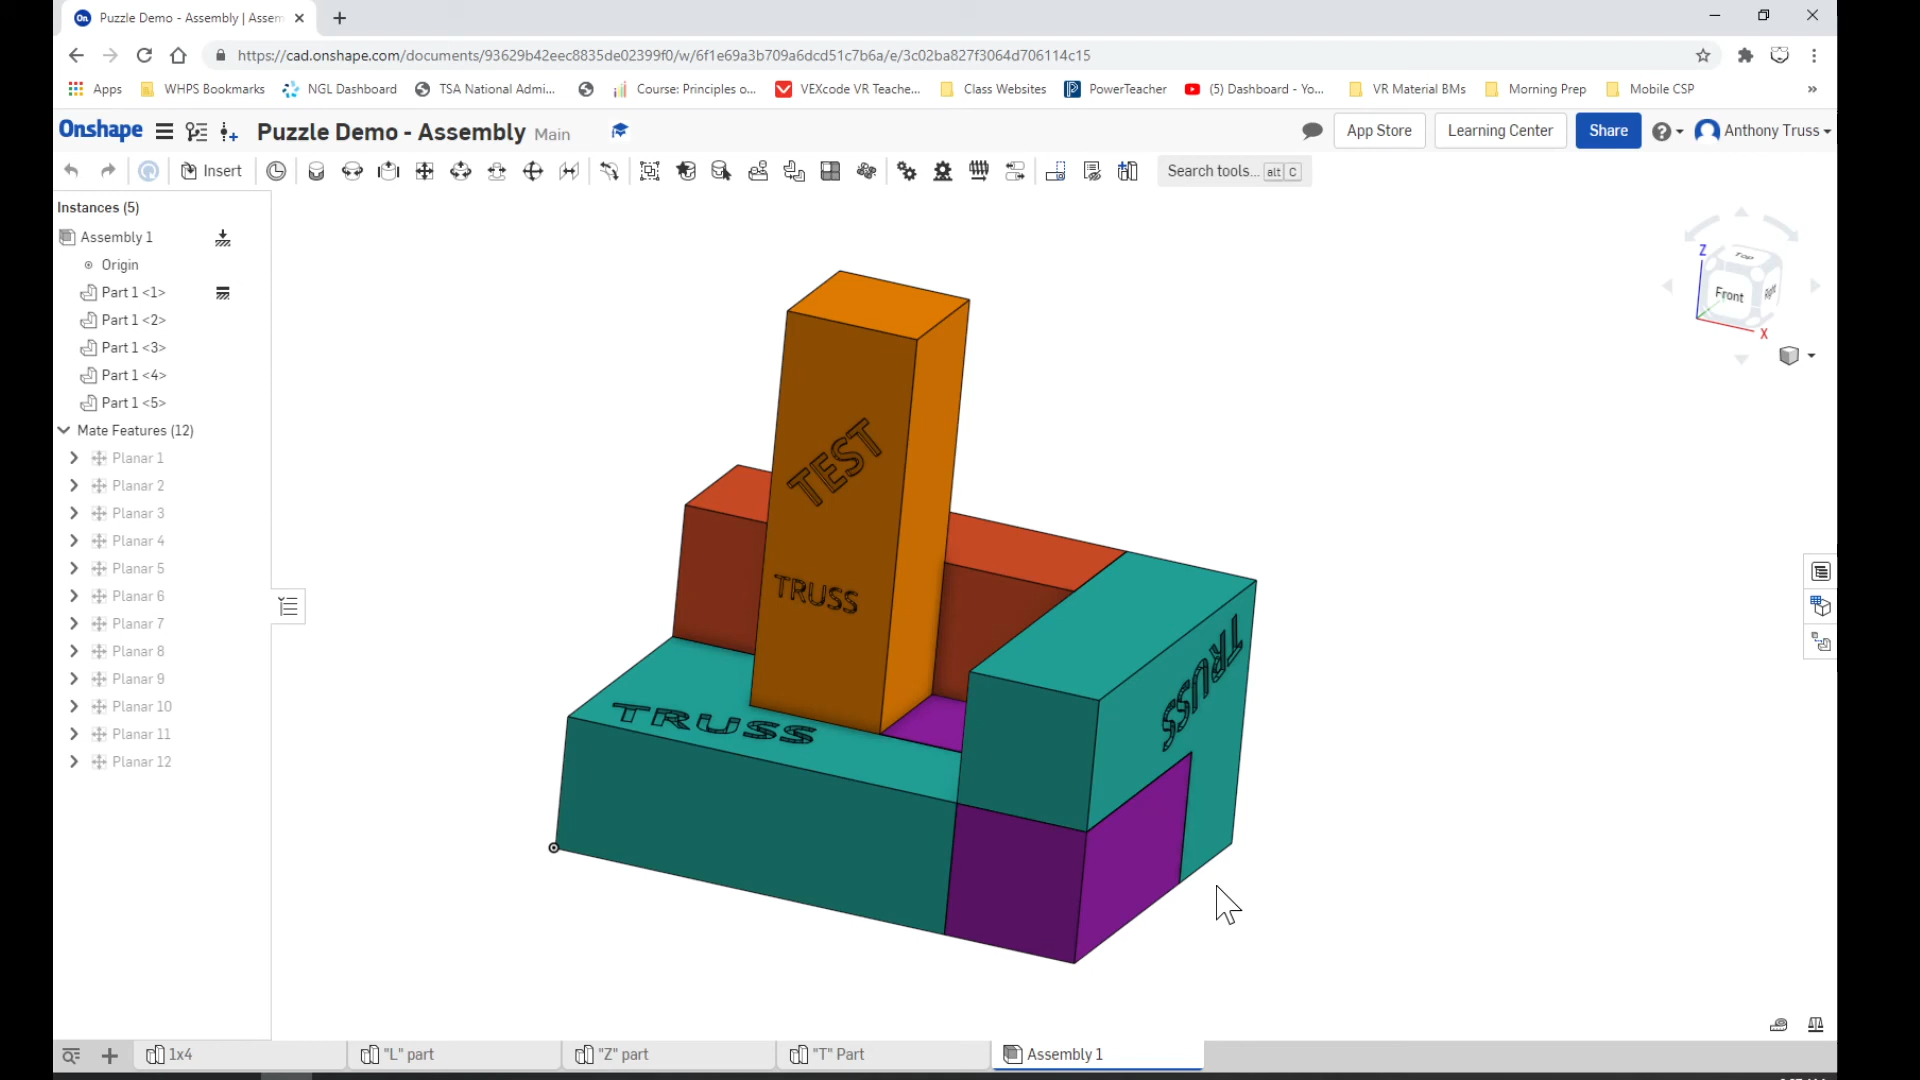 Puzzle Demo - Assembly | Assem
https://cad.onshape.com/documents/93629b42eec8835de02399f0/w/6f1e69a3b709a6dcd51c7b6a/e/3c02ba827f3064d706114c15
Apps WHPS Bookmarks NGL Dashboard TSA National Admi... Course: Principles o... VEXcode VR Teache... Class Websites PowerTeacher (5) Dashboard - Yo... VR Material BMs Morning Prep Mobile CSP »
Onshape Puzzle Demo - Assembly Main App Store Learning Center Share Anthony Truss
Insert Search tools... alt C
Instances (5)
Assembly 1
Origin
Part 1 <1>
Part 1 <2>
Part 1 <3>
Part 1 <4>
Part 1 <5>
Mate Features (12)
Planar 1
Planar 2
Planar 3
Planar 4
Planar 5
Planar 6
Planar 7
Planar 8
Planar 9
Planar 10
Planar 11
Planar 12
TEST
TRUSS
TRUSS
TRUSS
Z
Top
Front
Right
X
1x4 "L" part "Z" part "T" Part Assembly 1